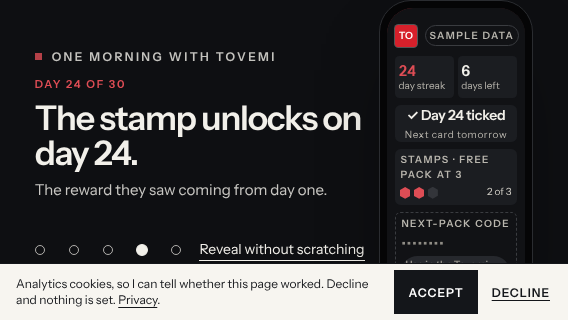 ONE MORNING WITH TOVEMI
DAY 24 OF 30
The stamp unlocks on
day 24.
The reward they saw coming from day one.
Reveal without scratching
TO
SAMPLE DATA
24
day streak
6
days left
✓ Day 24 ticked
Next card tomorrow
STAMPS · FREE
PACK AT 3
2 of 3
NEXT-PACK CODE
Analytics cookies, so I can tell whether this page worked. Decline
and nothing is set. Privacy.
ACCEPT
DECLINE